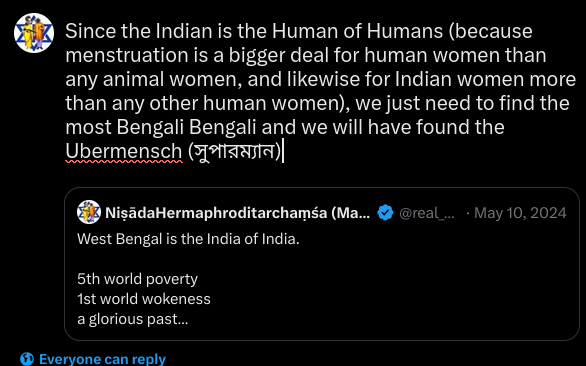 Since the Indian is the Human of Humans (because
menstruation is a bigger deal for human women than
any animal women, and likewise for Indian women more
than any other human women), we just need to find the
most Bengali Bengali and we will have found the
Ubermensch (সুপারম্যান)
NiṣādaHermaphroditarchaṃśa (Ma... @real_... · May 10, 2024
West Bengal is the India of India.
5th world poverty
1st world wokeness
a glorious past...
Everyone can reply